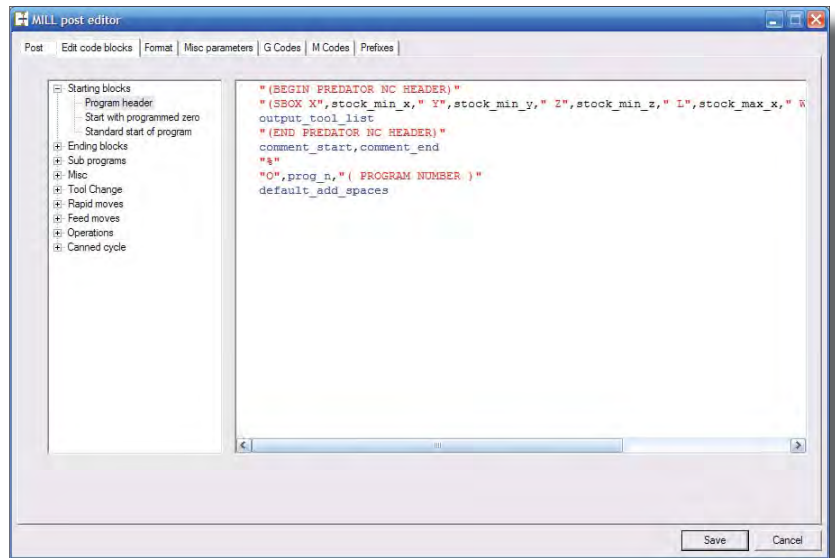 MILL post editor
Post Edit code blocks Format Misc parameters G Codes M Codes Prefixes
Starting blocks
Program header
Start with programmed zero
Standard start of program
Ending blocks
Sub programs
Misc
Tool Change
Rapid moves
Feed moves
Operations
Canned cycle
"(BEGIN PREDATOR NC HEADER)"
"(SBOX X",stock_min_x," Y",stock_min_y," Z",stock_min_z," L",stock_max_x," W
output_tool_list
"(END PREDATOR NC HEADER)"
comment_start,comment_end
"%"
"O",prog_n,"( PROGRAM NUMBER )"
default_add_spaces
Save Cancel